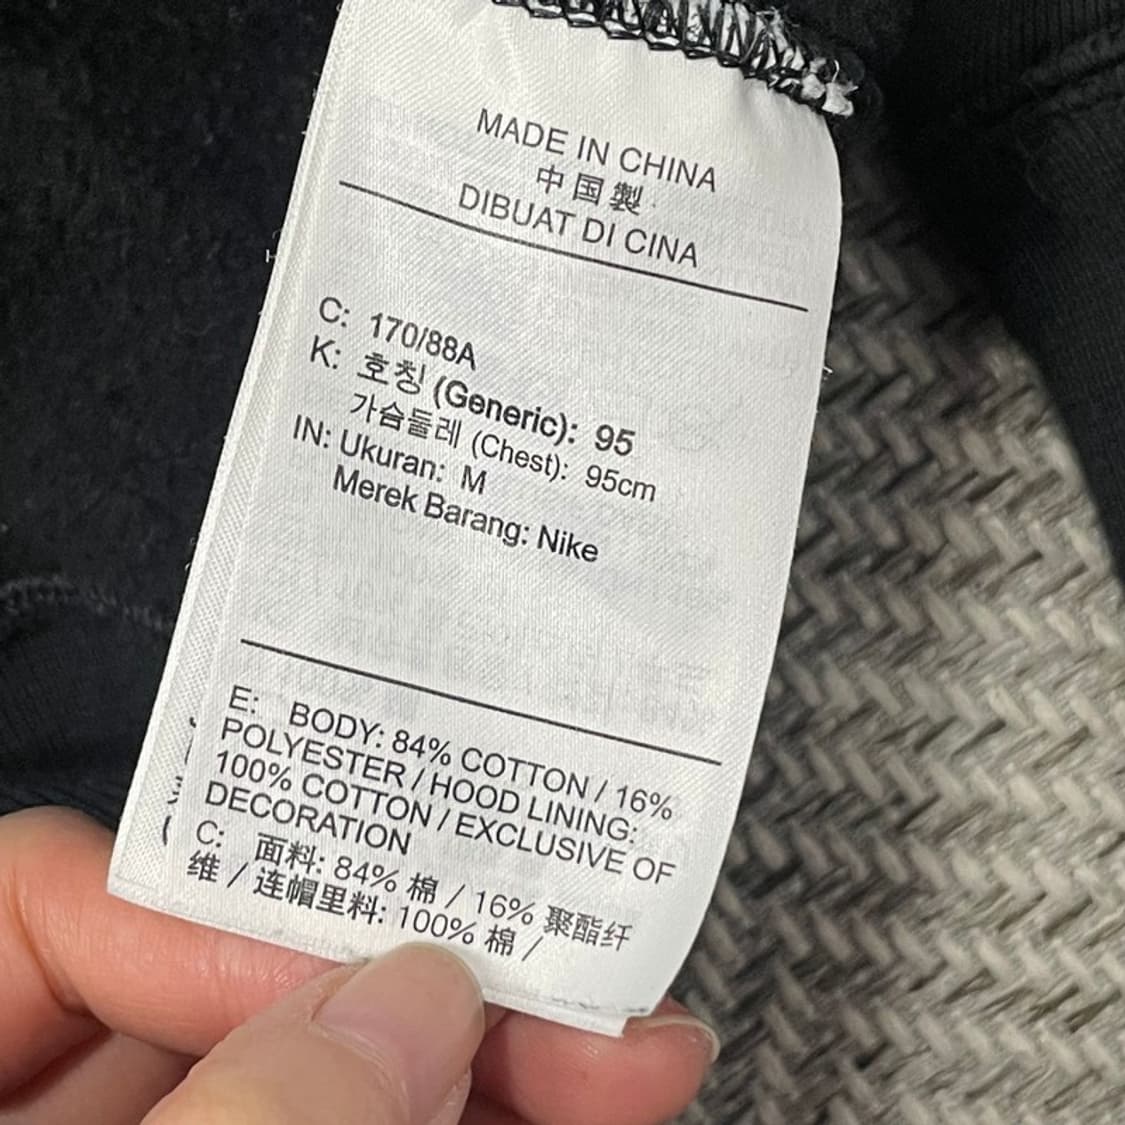 MADE IN CHINA
中国製
DIBUAT DI CINA
C: 170/88A
K: 호칭 (Generic): 95
가슴둘레 (Chest): 95cm
IN: Ukuran: M
Merek Barang: Nike
E: BODY: 84% COTTON / 16%
POLYESTER / HOOD LINING:
100% COTTON / EXCLUSIVE OF
DECORATION
C: 面料: 84% 棉 / 16% 聚酯纤
维 / 连帽里料: 100% 棉 /